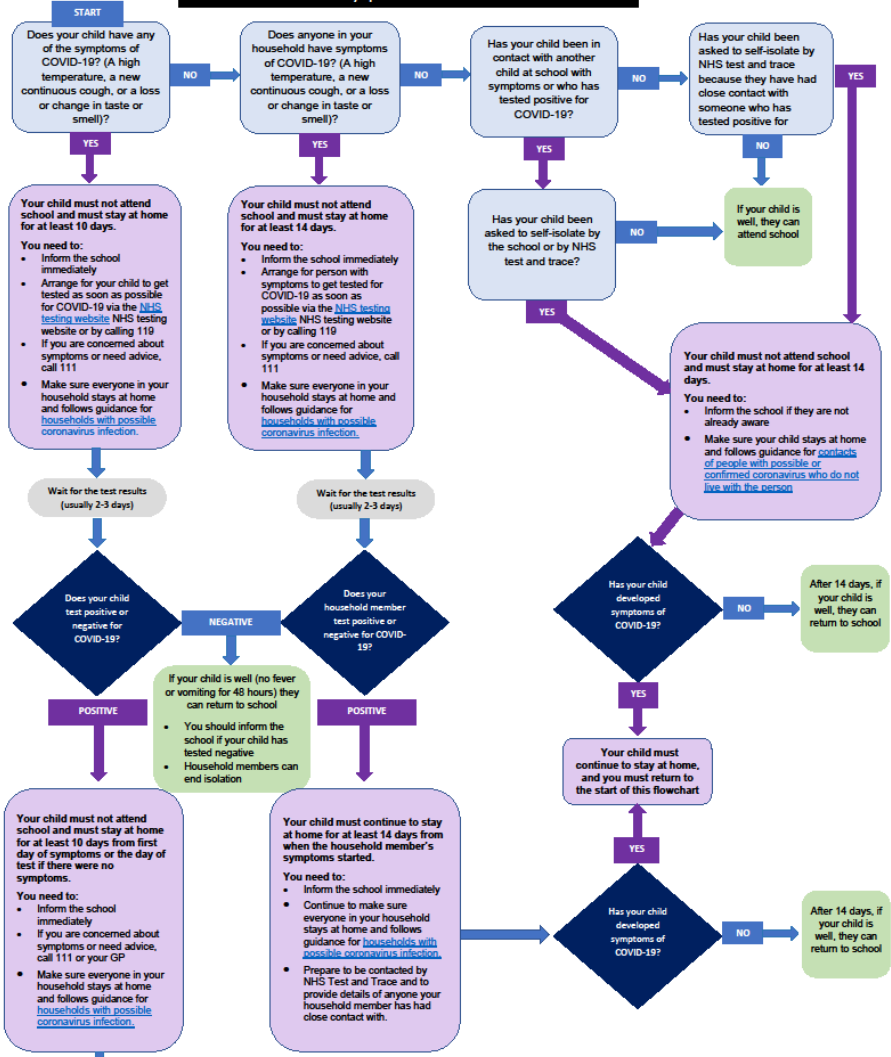 START
Does your child have any
of the symptoms of
COVID-19? (A high
temperature, a new
continuous cough, or a loss
or change in taste or
smell)?
NO
YES
Does anyone in your
household have symptoms
of COVID-19? (A high
temperature, a new
continuous cough, or a loss
or change in taste or
smell)?
NO
YES
Has your child been in
contact with another
child at school with
symptoms or who has
tested positive for
COVID-19?
NO
YES
Has your child been
asked to self-isolate by
NHS test and trace
because they have had
close contact with
someone who has
tested positive for
YES
NO
If your child is
well, they can
attend school
Has your child been
asked to self-isolate by
the school or by NHS
test and trace?
NO
YES
Your child must not attend
school and must stay at home
for at least 10 days.
You need to:
• Inform the school
immediately
• Arrange for your child to get
tested as soon as possible
for COVID-19 via the NHS
testing website NHS testing
website or by calling 119
• If you are concerned about
symptoms or need advice,
call 111
• Make sure everyone in your
household stays at home
and follows guidance for
households with possible
coronavirus infection.
Your child must not attend
school and must stay at home
for at least 14 days.
You need to:
• Inform the school immediately
• Arrange for person with
symptoms to get tested for
COVID-19 as soon as
possible via the NHS testing
website NHS testing website
or by calling 119
• If you are concerned about
symptoms or need advice, call
111
• Make sure everyone in your
household stays at home and
follows guidance for
households with possible
coronavirus infection.
Your child must not attend school
and must stay at home for at least 14
days.
You need to:
• Inform the school if they are not
already aware
• Make sure your child stays at home
and follows guidance for contacts
of people with possible or
confirmed coronavirus who do not
live with the person
Wait for the test results
(usually 2-3 days)
Wait for the test results
(usually 2-3 days)
Does your child
test positive or
negative for
COVID-19?
NEGATIVE
Does your
household member
test positive or
negative for COVID-
19?
If your child is well (no fever
or vomiting for 48 hours) they
can return to school
• You should inform the
school if your child has
tested negative
• Household members can
end isolation
POSITIVE
POSITIVE
Has your child
developed
symptoms of
COVID-19?
NO
After 14 days, if
your child is
well, they can
return to school
YES
Your child must
continue to stay at home,
and you must return to
the start of this flowchart
YES
Your child must not attend
school and must stay at home
for at least 10 days from first
day of symptoms or the day of
test if there were no
symptoms.
You need to:
• Inform the school
immediately
• If you are concerned about
symptoms or need advice,
call 111 or your GP
• Make sure everyone in your
household stays at home
and follows guidance for
households with possible
coronavirus infection.
Your child must continue to stay
at home for at least 14 days from
when the household member's
symptoms started.
You need to:
• Inform the school immediately
• Continue to make sure
everyone in your household
stays at home and follows
guidance for households with
possible coronavirus infection.
• Prepare to be contacted by
NHS Test and Trace and to
provide details of anyone your
household member has had
close contact with.
Has your child
developed
symptoms of
COVID-19?
NO
After 14 days, if
your child is
well, they can
return to school